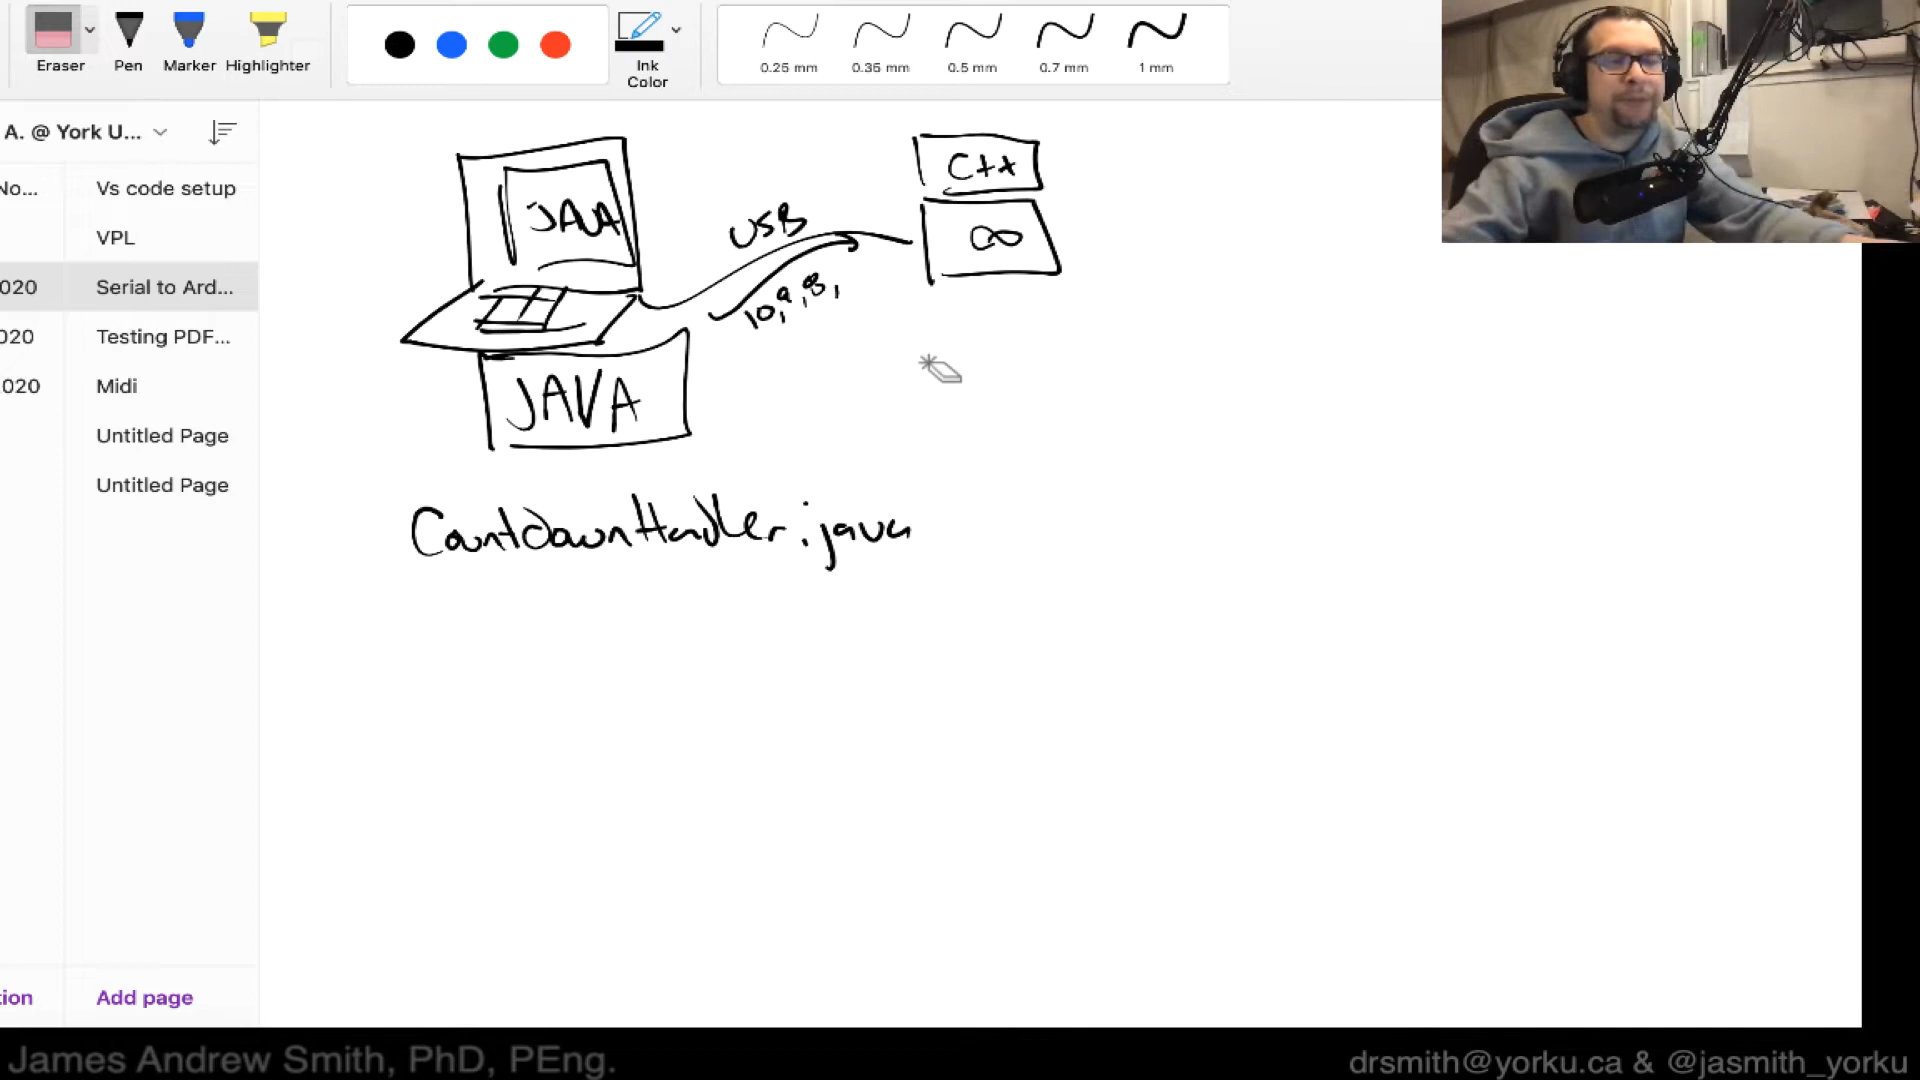 Eraser
Pen
Marker
Highlighter
Ink
Color
0.25 mm
0.35 mm
0.5 mm
0.7 mm
1 mm
A. @ York U...
No...
Vs code setup
VPL
020
Serial to Ard...
020
Testing PDF...
020
Midi
Untitled Page
Untitled Page
tion
Add page
JAVA
USB
10, 9, 8,
C++
∞
JAVA
CountdownHandler.java
James Andrew Smith, PhD, PEng.
drsmith@yorku.ca & @jasmith_yorku